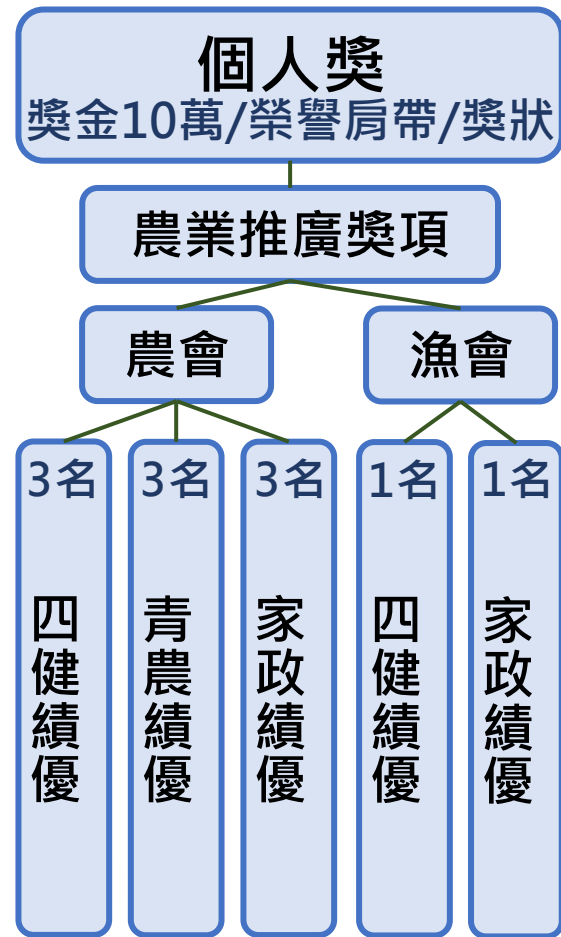 個人獎
獎金10萬/榮譽肩帶/獎狀
農業推廣獎項
農會
漁會
3名
四健績優
3名
青農績優
3名
家政績優
1名
四健績優
1名
家政績優